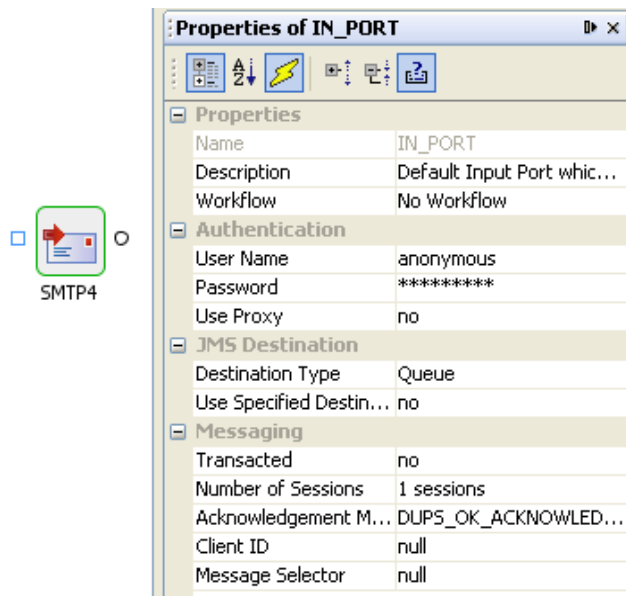 Properties of IN_PORT
Properties
Name IN_PORT
Description Default Input Port whic...
Workflow No Workflow
Authentication
User Name anonymous
Password *********
Use Proxy no
JMS Destination
Destination Type Queue
Use Specified Destin... no
Messaging
Transacted no
Number of Sessions 1 sessions
Acknowledgement M... DUPS_OK_ACKNOWLED...
Client ID null
Message Selector null
SMTP4